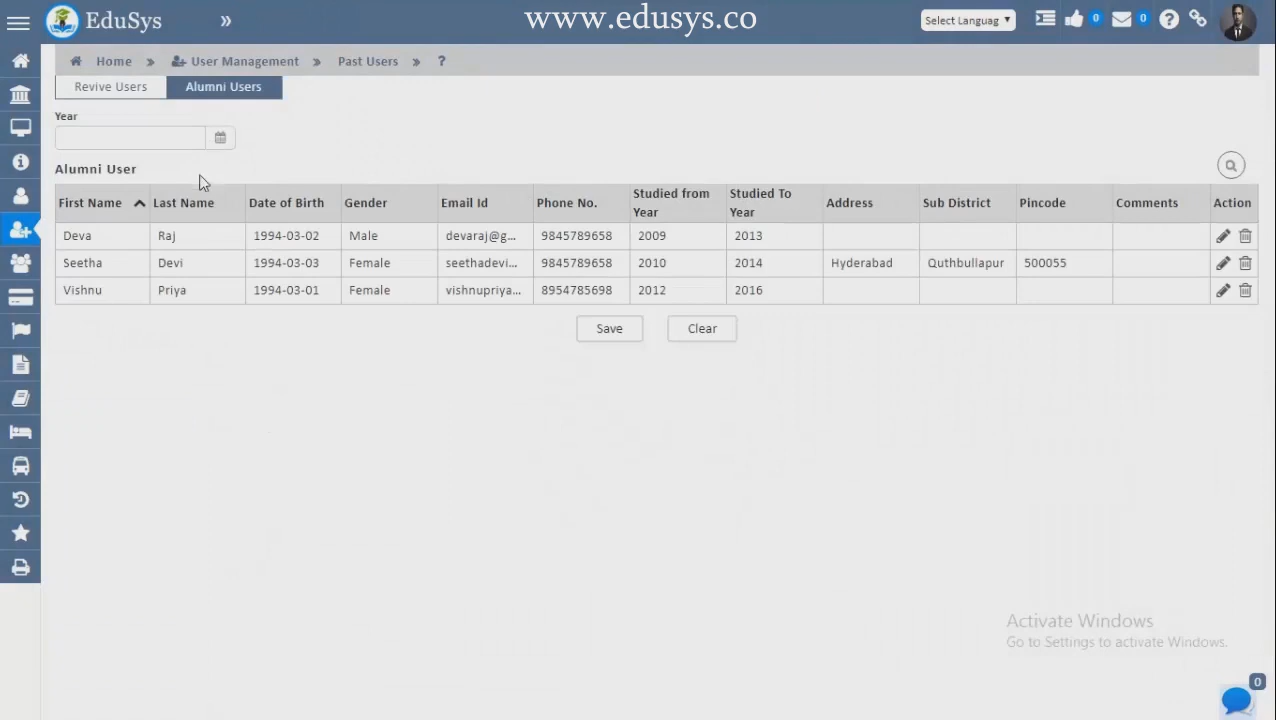 EduSys » www.edusys.co Select Languag 0 0
Home » User Management » Past Users » ?
Revive Users Alumni Users
Year
Alumni User
First Name Last Name Date of Birth Gender Email Id Phone No. Studied from Year Studied To Year Address Sub District Pincode Comments Action
Deva Raj 1994-03-02 Male devaraj@g... 9845789658 2009 2013
Seetha Devi 1994-03-03 Female seethadevi... 9845789658 2010 2014 Hyderabad Quthbullapur 500055
Vishnu Priya 1994-03-01 Female vishnupriya... 8954785698 2012 2016
Save Clear
Activate Windows
Go to Settings to activate Windows.
0